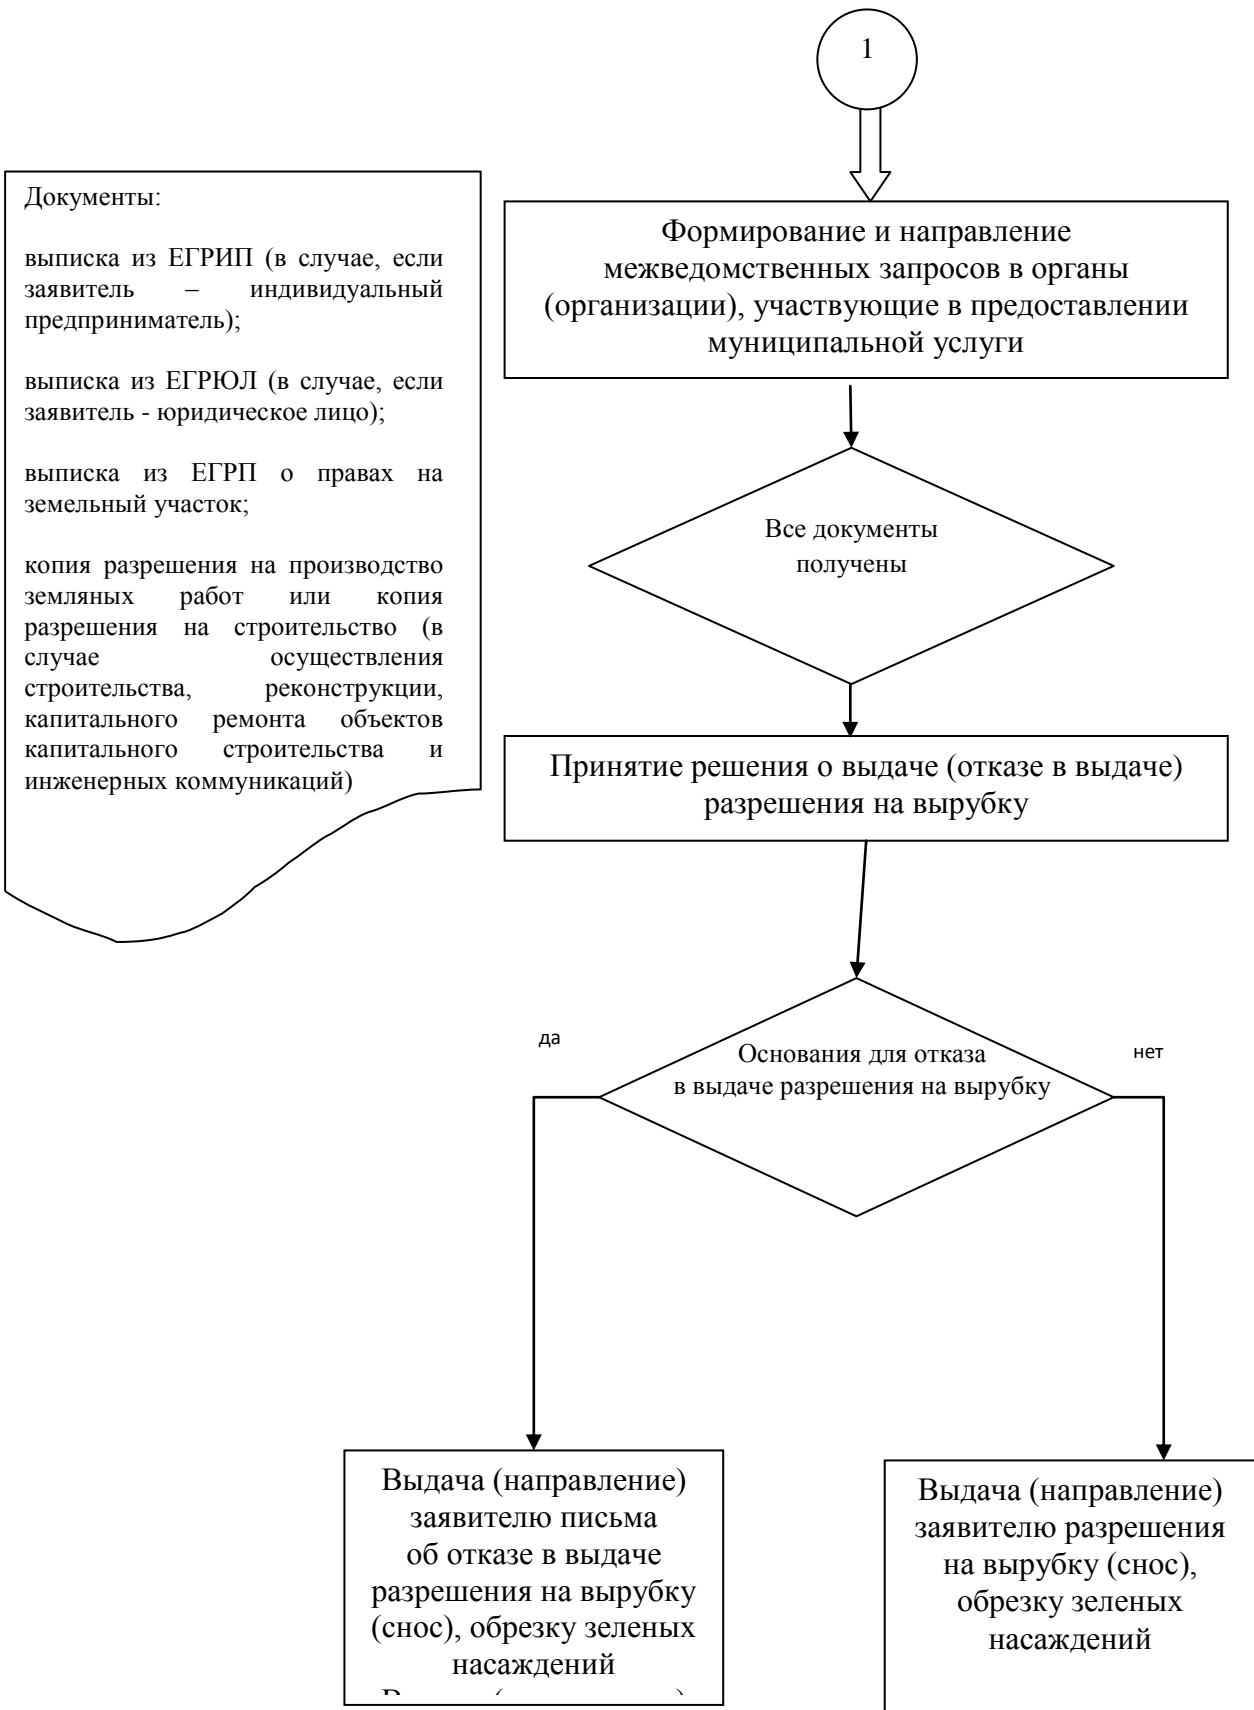 1
Документы:
выписка из ЕГРИП (в случае, если
заявитель – индивидуальный
предприниматель);
выписка из ЕГРЮЛ (в случае, если
заявитель - юридическое лицо);
выписка из ЕГРП о правах на
земельный участок;
копия разрешения на производство
земляных работ или копия
разрешения на строительство (в
случае осуществления
строительства, реконструкции,
капитального ремонта объектов
капитального строительства и
инженерных коммуникаций)
Формирование и направление
межведомственных запросов в органы
(организации), участвующие в предоставлении
муниципальной услуги
Все документы
получены
Принятие решения о выдаче (отказе в выдаче)
разрешения на вырубку
да
Основания для отказа
в выдаче разрешения на вырубку
нет
Выдача (направление)
заявителю письма
об отказе в выдаче
разрешения на вырубку
(снос), обрезку зеленых
насаждений
Выдача (направление)
заявителю разрешения
на вырубку (снос),
обрезку зеленых
насаждений